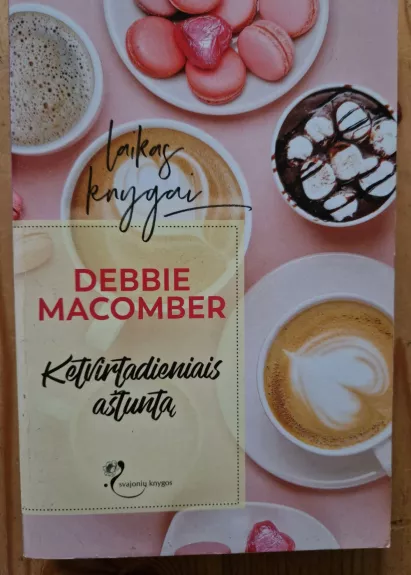 laikas
knygai
DEBBIE
MACOMBER
Ketvirtadieniais
aštuntą
svajonių knygos